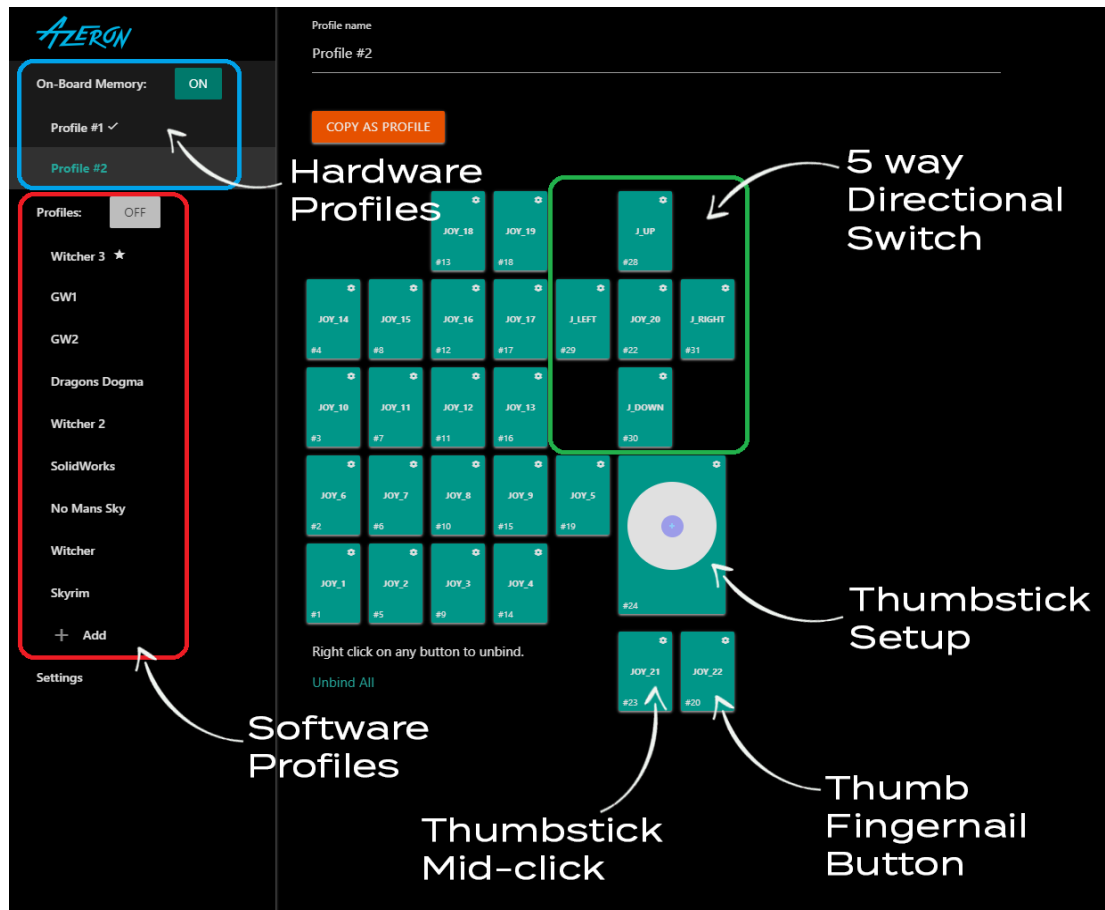 AZERON
Profile name
Profile #2
On-Board Memory: ON
Profile #1
Profile #2
COPY AS PROFILE
Hardware
Profiles
5 way
Directional
Switch
Profiles: OFF
Witcher 3
GW1
GW2
Dragons Dogma
Witcher 2
SolidWorks
No Mans Sky
Witcher
Skyrim
+ Add
Settings
JOY_18 JOY_19 J_UP
#13 #18 #28
JOY_14 JOY_15 JOY_16 JOY_17 J_LEFT JOY_20 J_RIGHT
#4 #8 #12 #17 #29 #22 #31
JOY_10 JOY_11 JOY_12 JOY_13 J_DOWN
#3 #7 #11 #16 #30
JOY_6 JOY_7 JOY_8 JOY_9 JOY_5
#2 #6 #10 #15 #19
JOY_1 JOY_2 JOY_3 JOY_4
#1 #5 #9 #14 #24
Thumbstick
Setup
Right click on any button to unbind.
Unbind All
JOY_21 JOY_22
#23 #20
Software
Profiles
Thumbstick
Mid-click
Thumb
Fingernail
Button